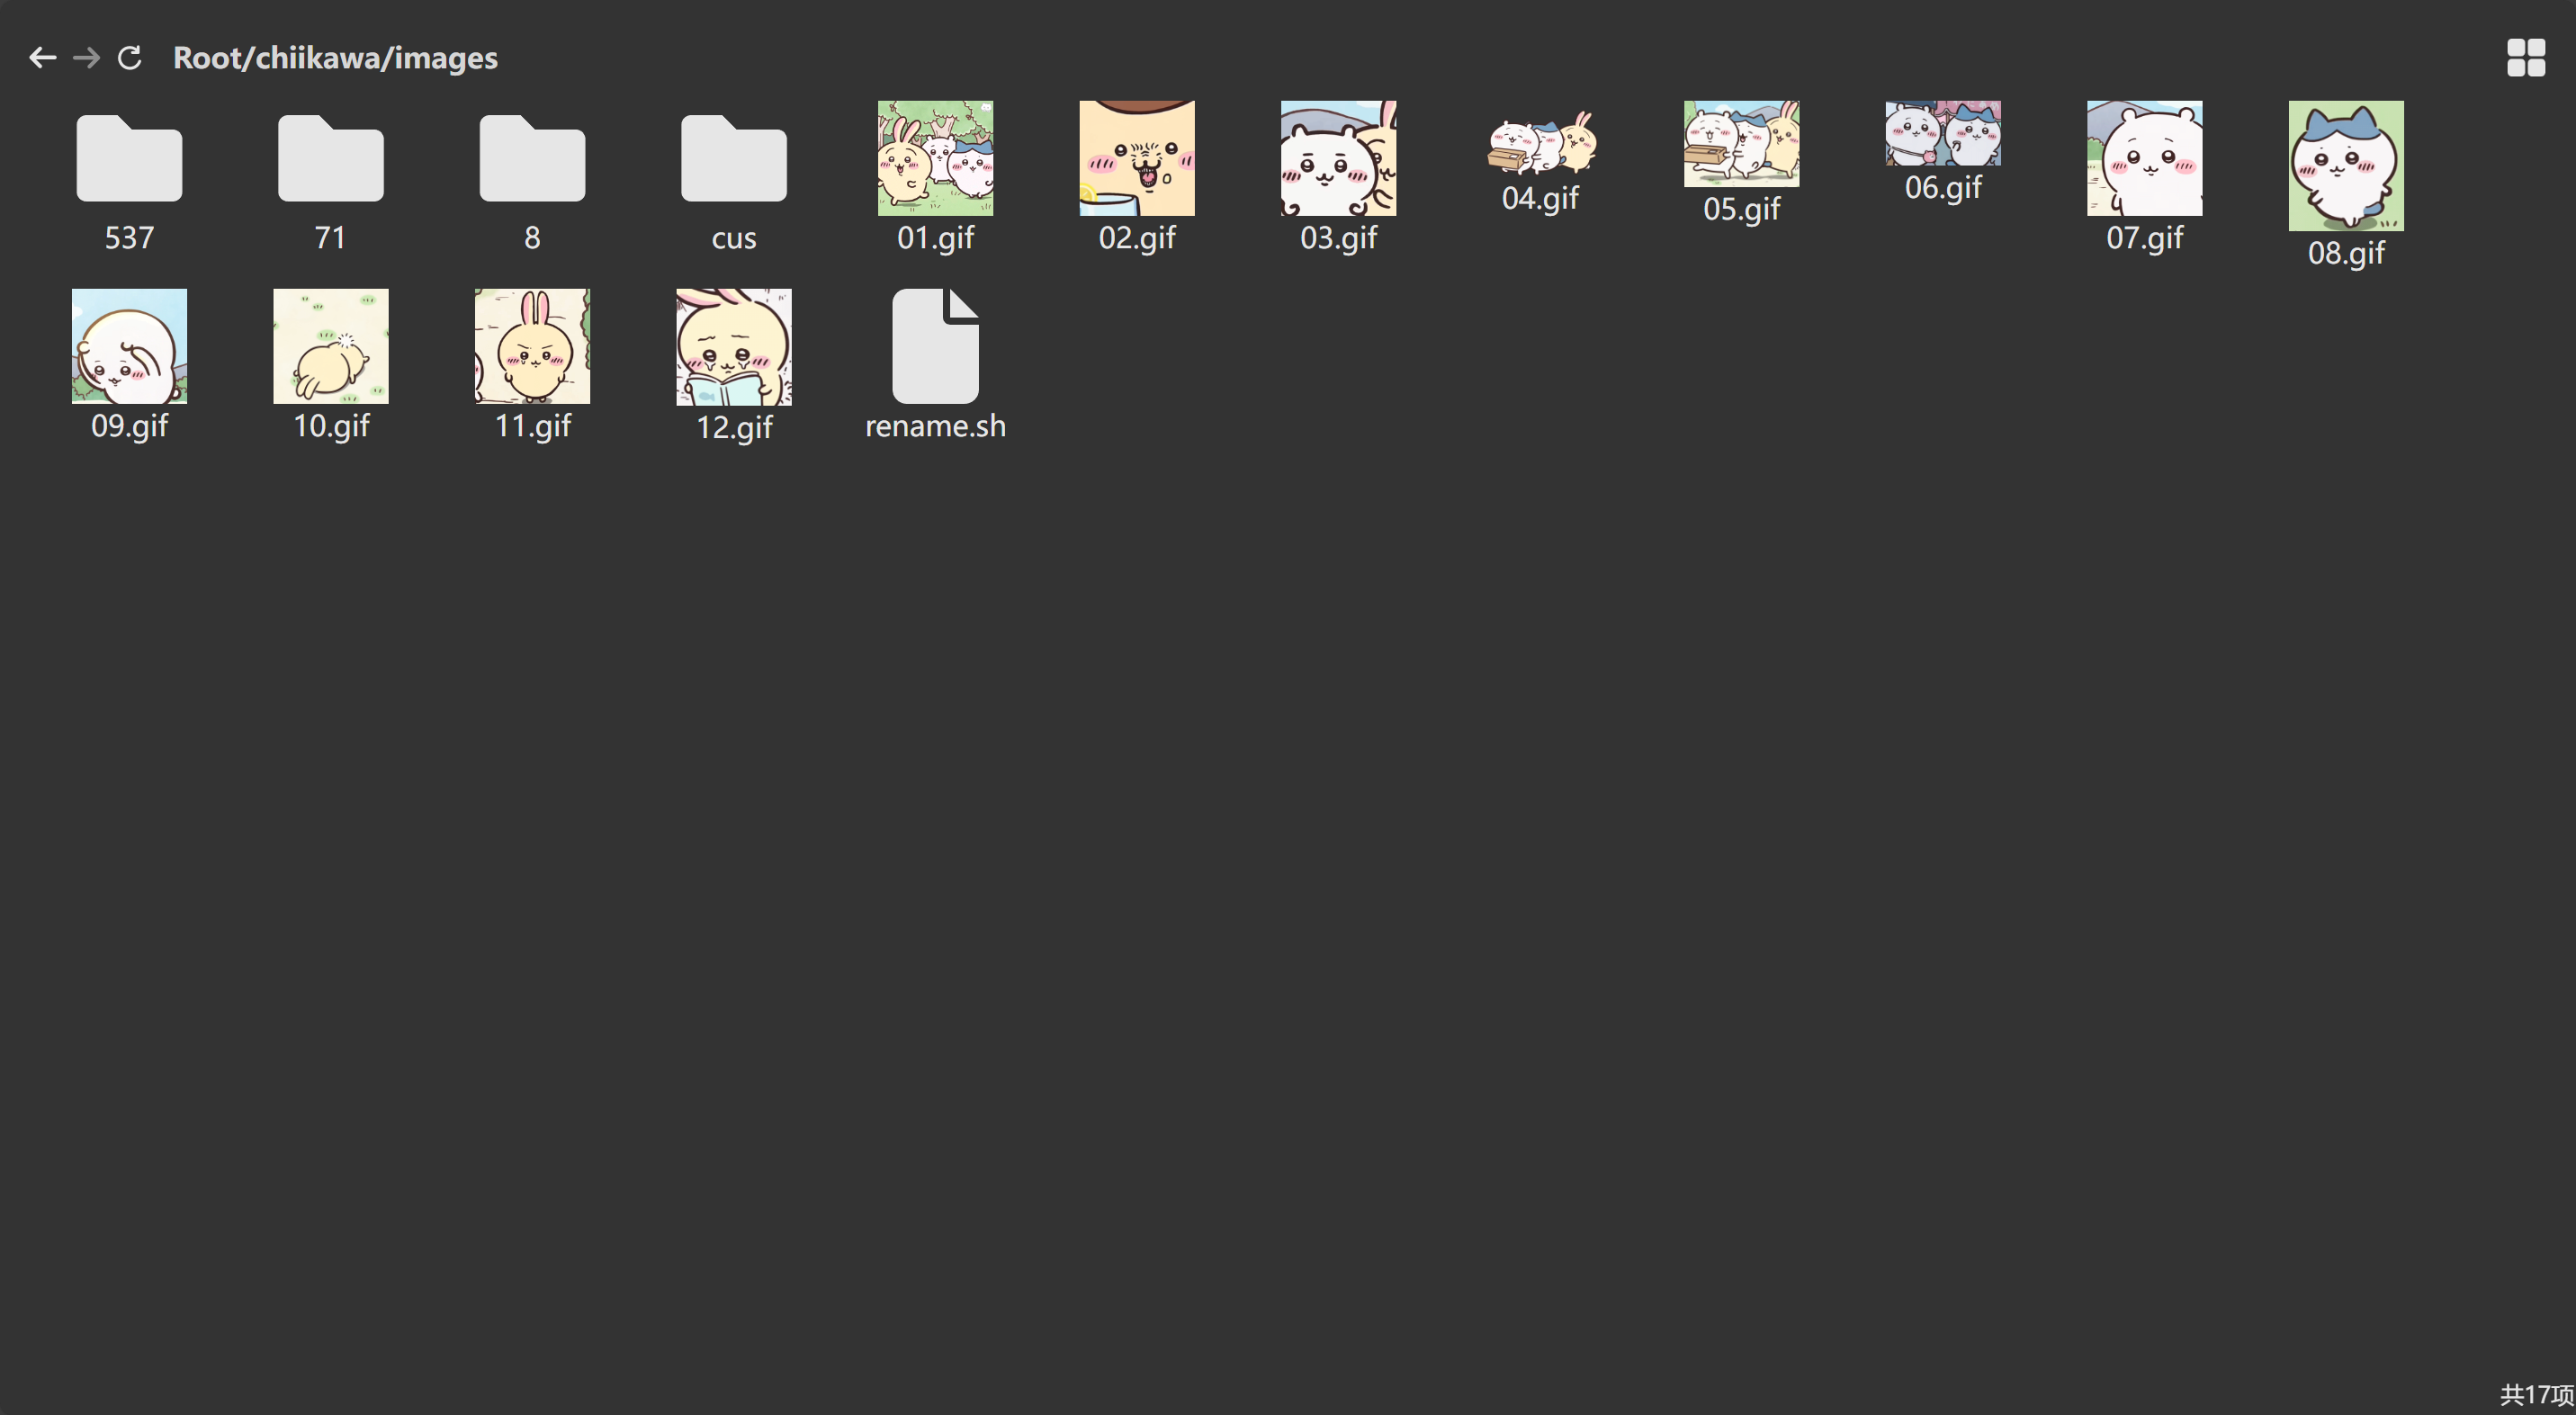 Root/chiikawa/images
537 71 8 cus 01.gif 02.gif 03.gif 04.gif 05.gif 06.gif 07.gif 08.gif
09.gif 10.gif 11.gif 12.gif rename.sh
共17项